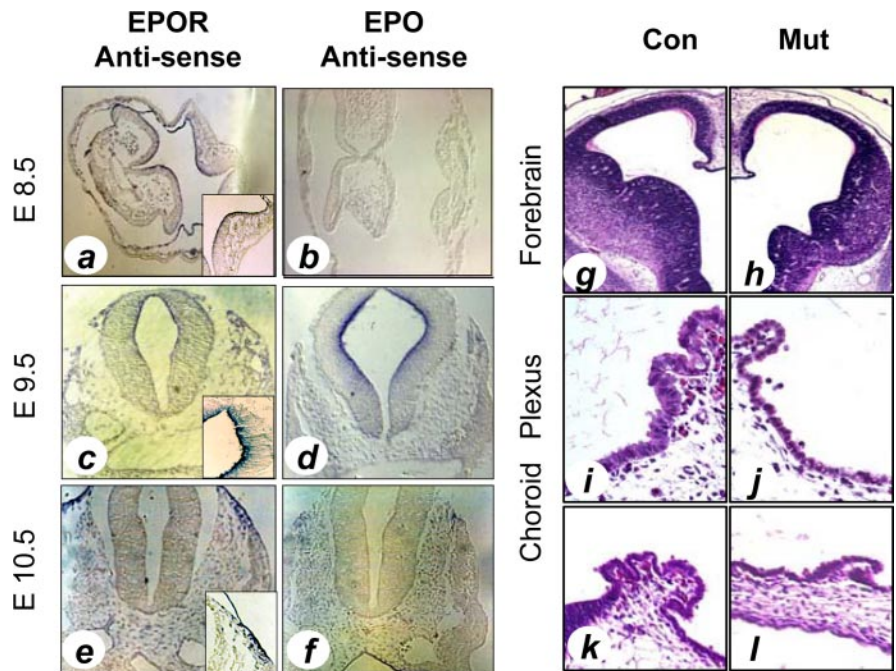 EPOR
Anti-sense
EPO
Anti-sense
Con
Mut
E 8.5
a
b
E 9.5
c
d
E 10.5
e
f
Forebrain
g
h
Choroid Plexus
i
j
k
l